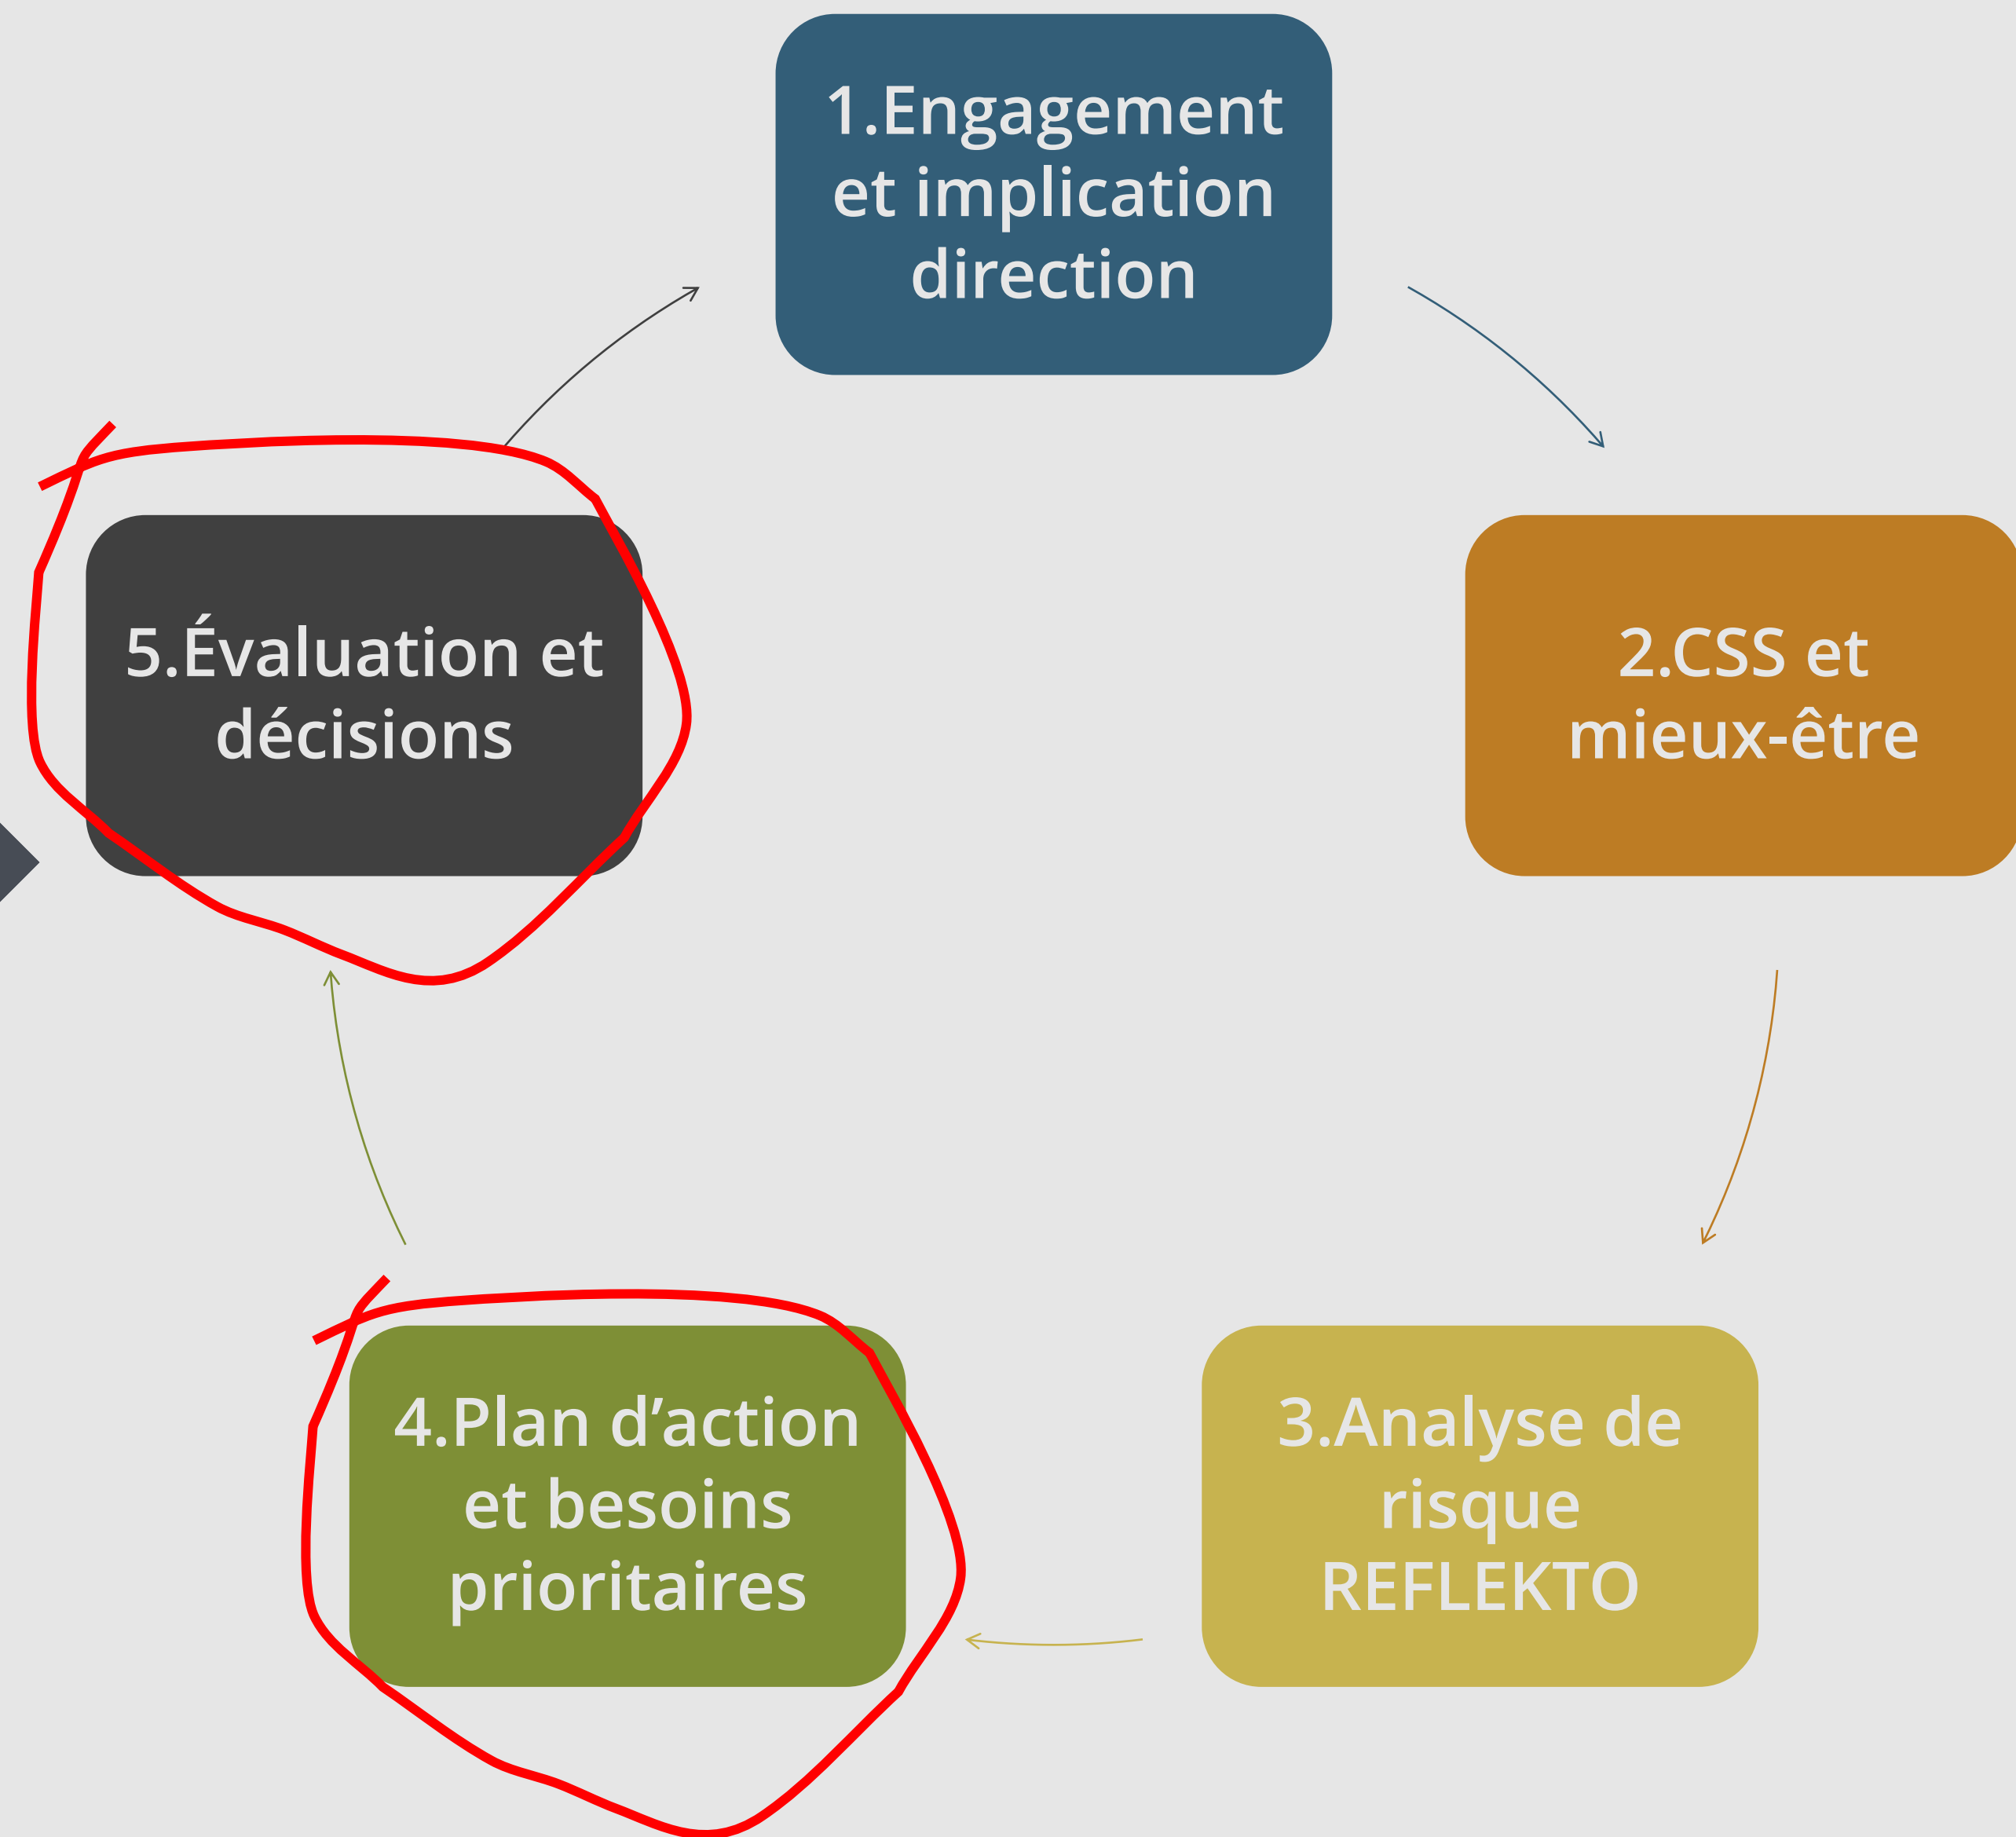 1.Engagement
et implication
direction
2.CSS et
mieux-être
3.Analyse de
risque
REFLEKTO
4.Plan d’action
et besoins
prioritaires
5.Évaluation et
décisions